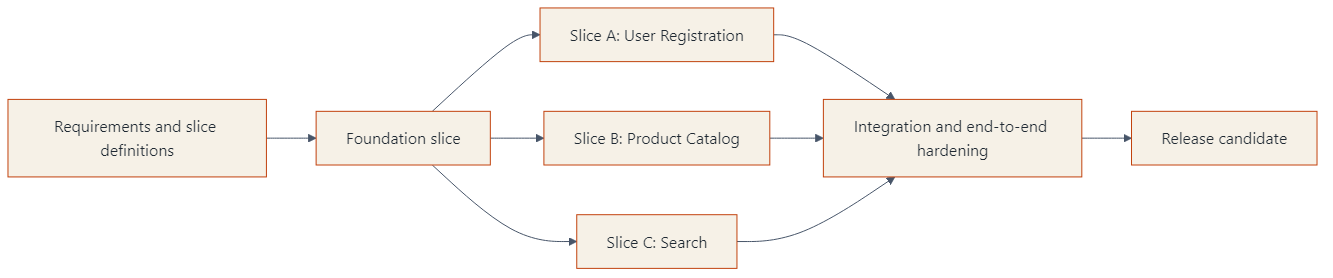 Slice A: User Registration
Requirements and slice
definitions
Foundation slice
Slice B: Product Catalog
Integration and end-to-end
hardening
Release candidate
Slice C: Search